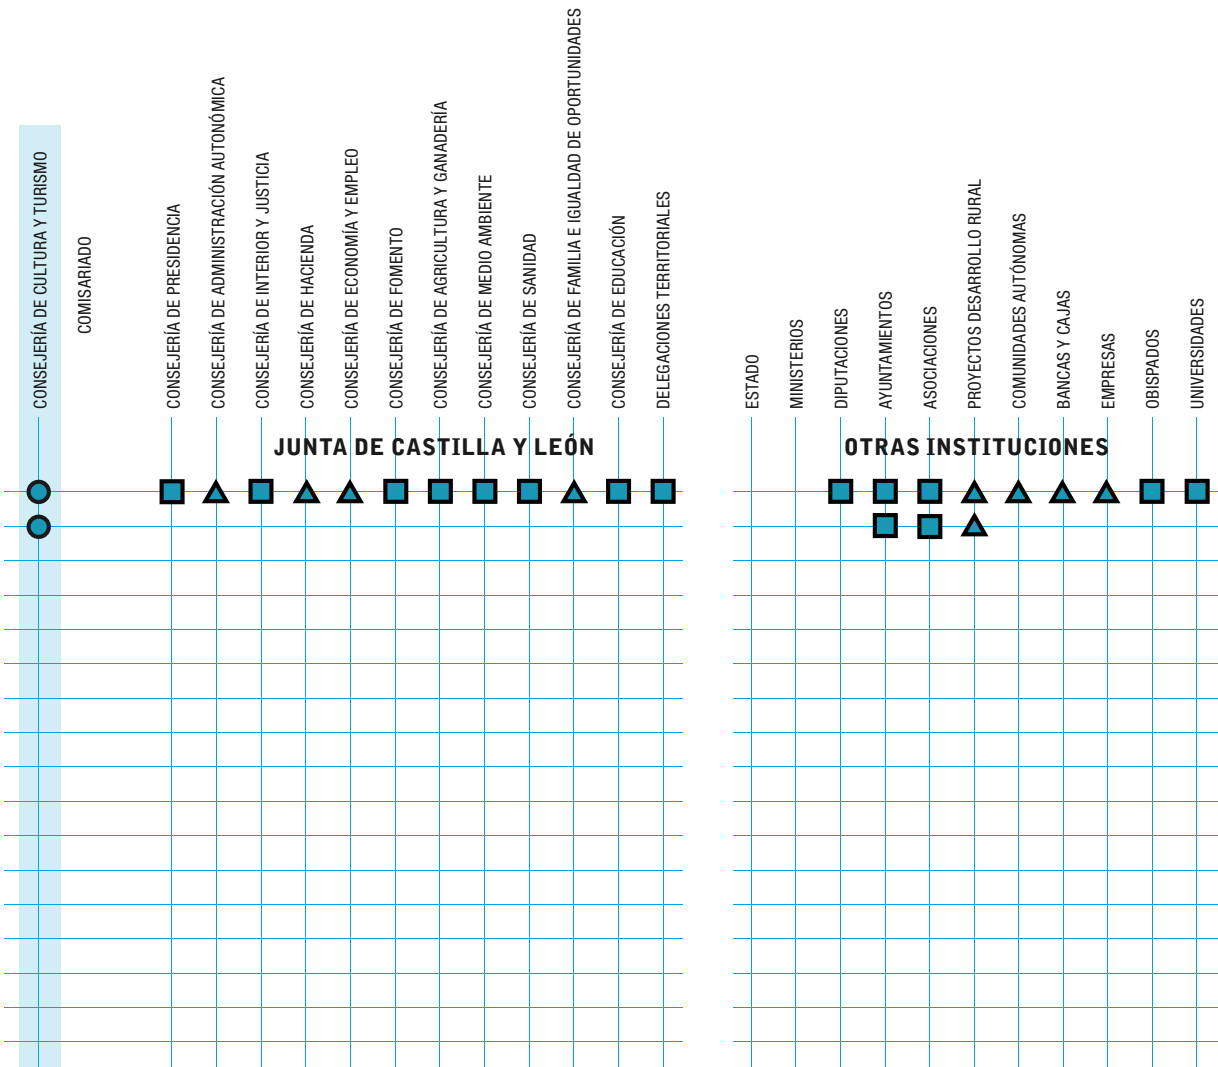 CONSEJERÍA DE CULTURA Y TURISMO
COMISARIADO
CONSEJERÍA DE PRESIDENCIA
CONSEJERÍA DE ADMINISTRACIÓN AUTONÓMICA
CONSEJERÍA DE INTERIOR Y JUSTICIA
CONSEJERÍA DE HACIENDA
CONSEJERÍA DE ECONOMÍA Y EMPLEO
CONSEJERÍA DE FOMENTO
CONSEJERÍA DE AGRICULTURA Y GANADERÍA
CONSEJERÍA DE MEDIO AMBIENTE
CONSEJERÍA DE SANIDAD
CONSEJERÍA DE FAMILIA E IGUALDAD DE OPORTUNIDADES
CONSEJERÍA DE EDUCACIÓN
DELEGACIONES TERRITORIALES
ESTADO
MINISTERIOS
DIPUTACIONES
AYUNTAMIENTOS
ASOCIACIONES
PROYECTOS DESARROLLO RURAL
COMUNIDADES AUTÓNOMAS
BANCAS Y CAJAS
EMPRESAS
OBISPADOS
UNIVERSIDADES
JUNTA DE CASTILLA Y LEÓN
OTRAS INSTITUCIONES